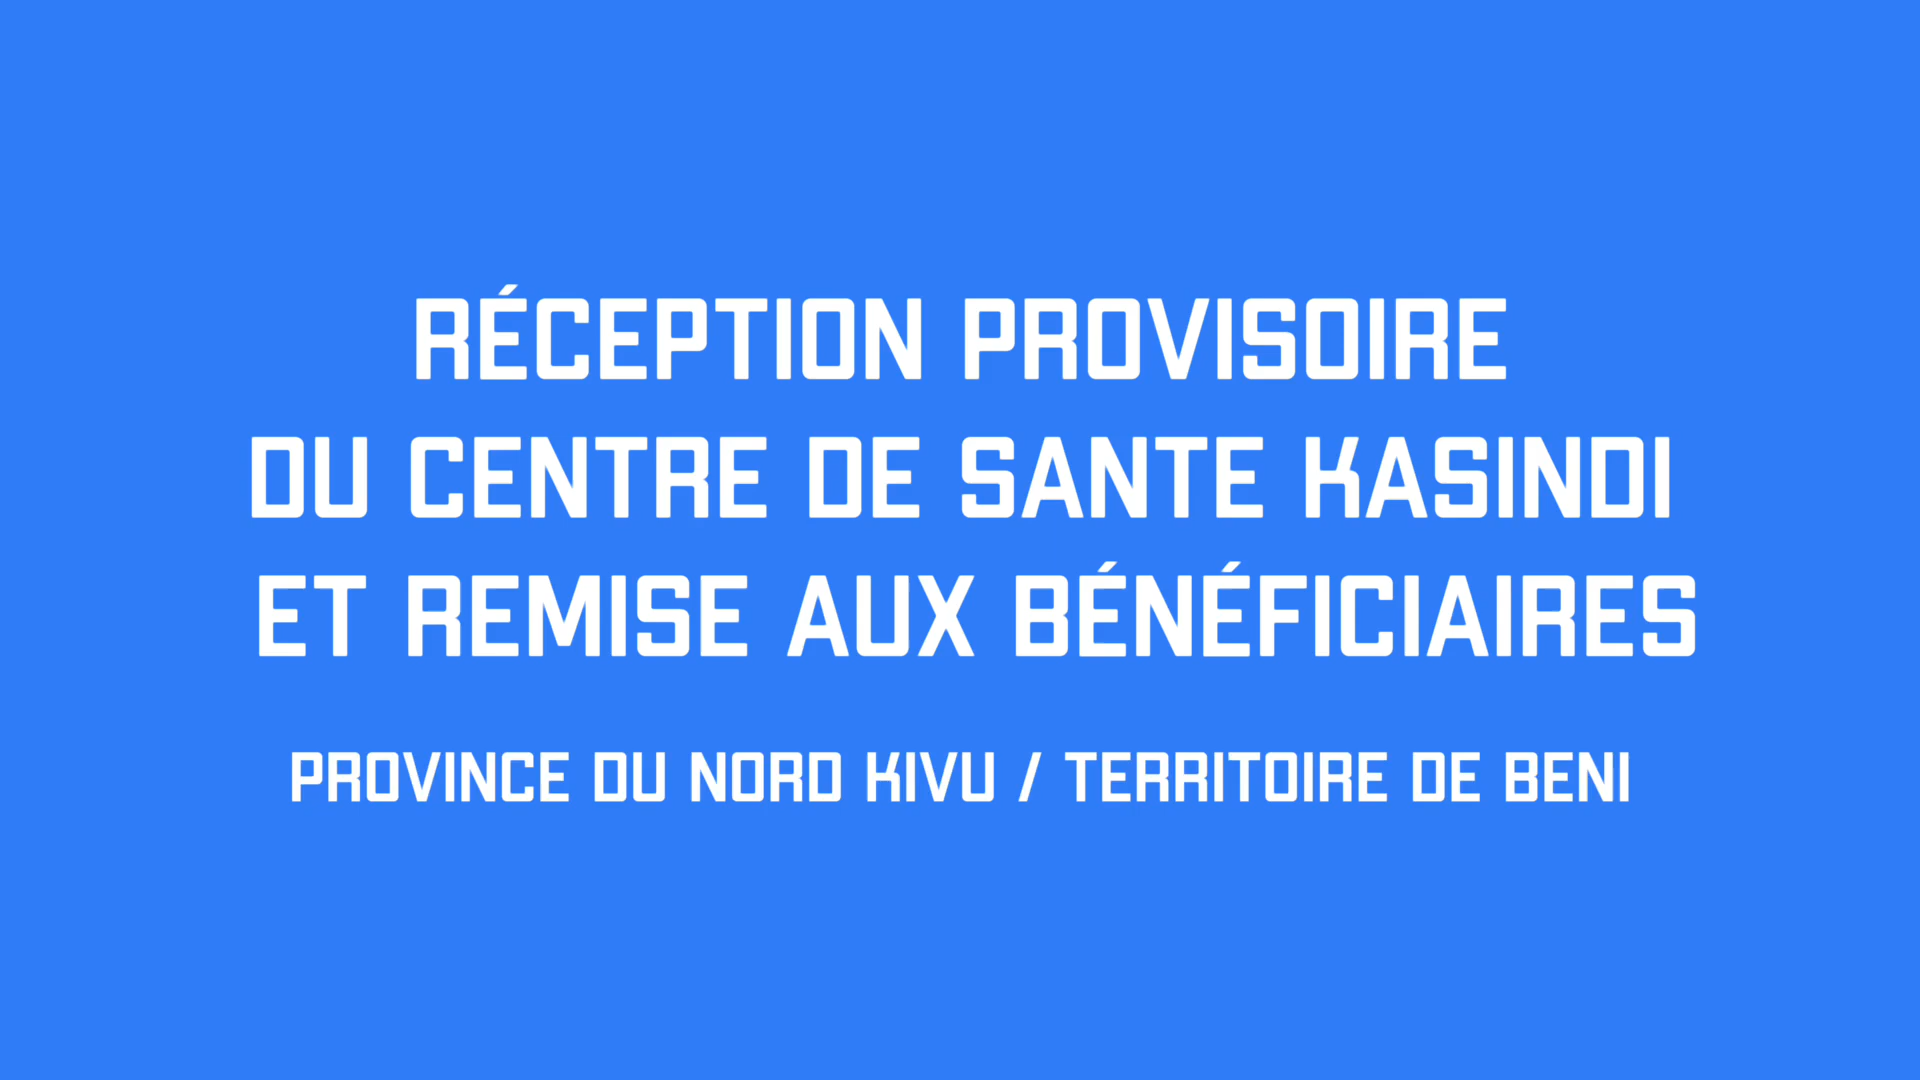 RÉCEPTION PROVISOIRE
DU CENTRE DE SANTE KASINDI
ET REMISE AUX BÉNÉFICIAIRES
PROVINCE DU NORD KIVU / TERRITOIRE DE BENI